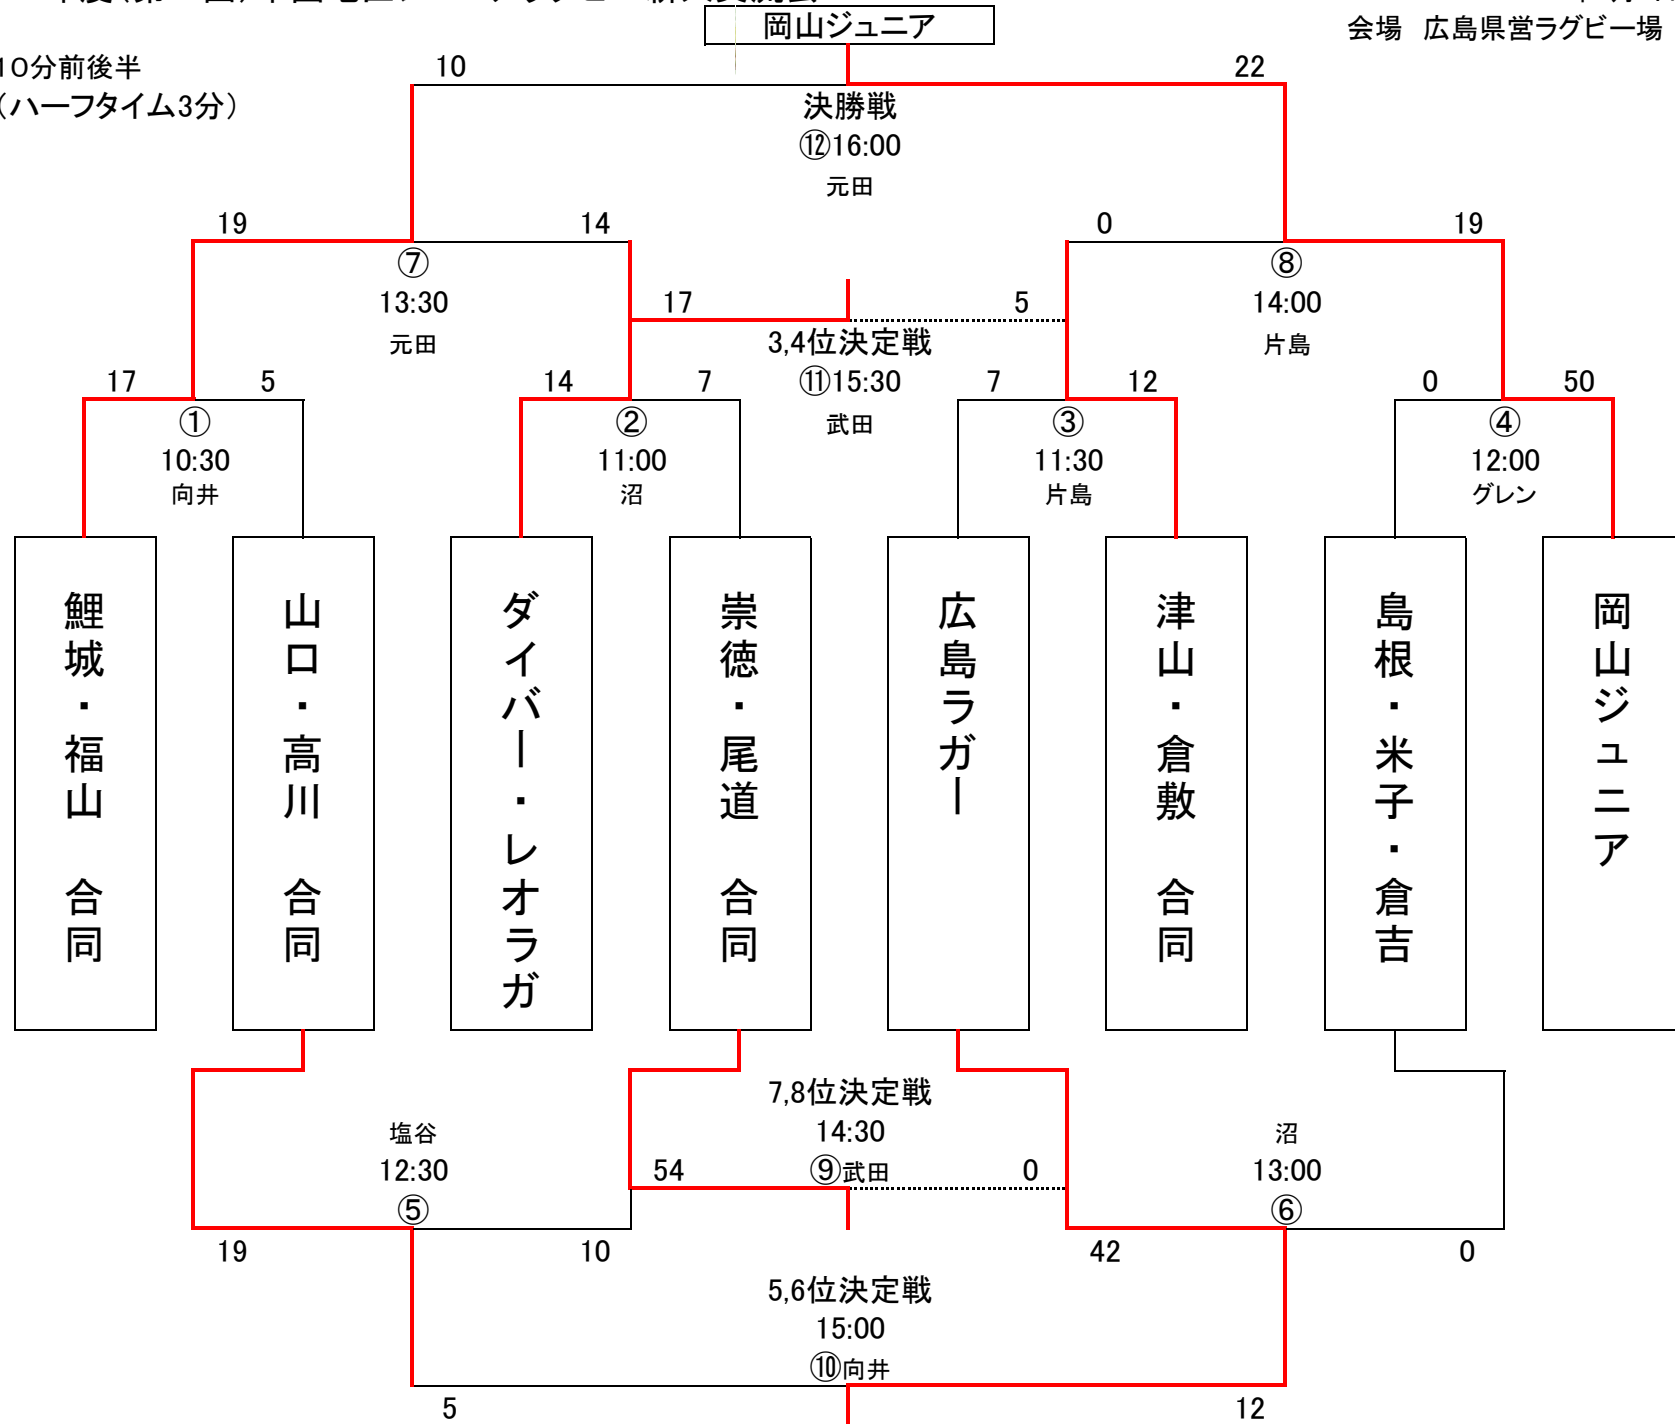 岡山ジュニア
会場 広島県営ラグビー場
10分前後半
(ハーフタイム3分)
10
22
決勝戦
⑫16:00
元田
19
14
0
19
⑦
13:30
元田
⑧
14:00
片島
17
5
3,4位決定戦
⑪15:30
武田
17
5
14
7
7
12
0
50
①
10:30
向井
②
11:00
沼
③
11:30
片島
④
12:00
グレン
鯉城・福山 合同
山口・高川 合同
ダイバー・レオラガ
崇徳・尾道 合同
広島ラガー
津山・倉敷 合同
島根・米子・倉吉
岡山ジュニア
7,8位決定戦
14:30
⑨武田
54
0
塩谷
12:30
⑤
沼
13:00
⑥
19
10
42
0
5,6位決定戦
15:00
⑩向井
5
12